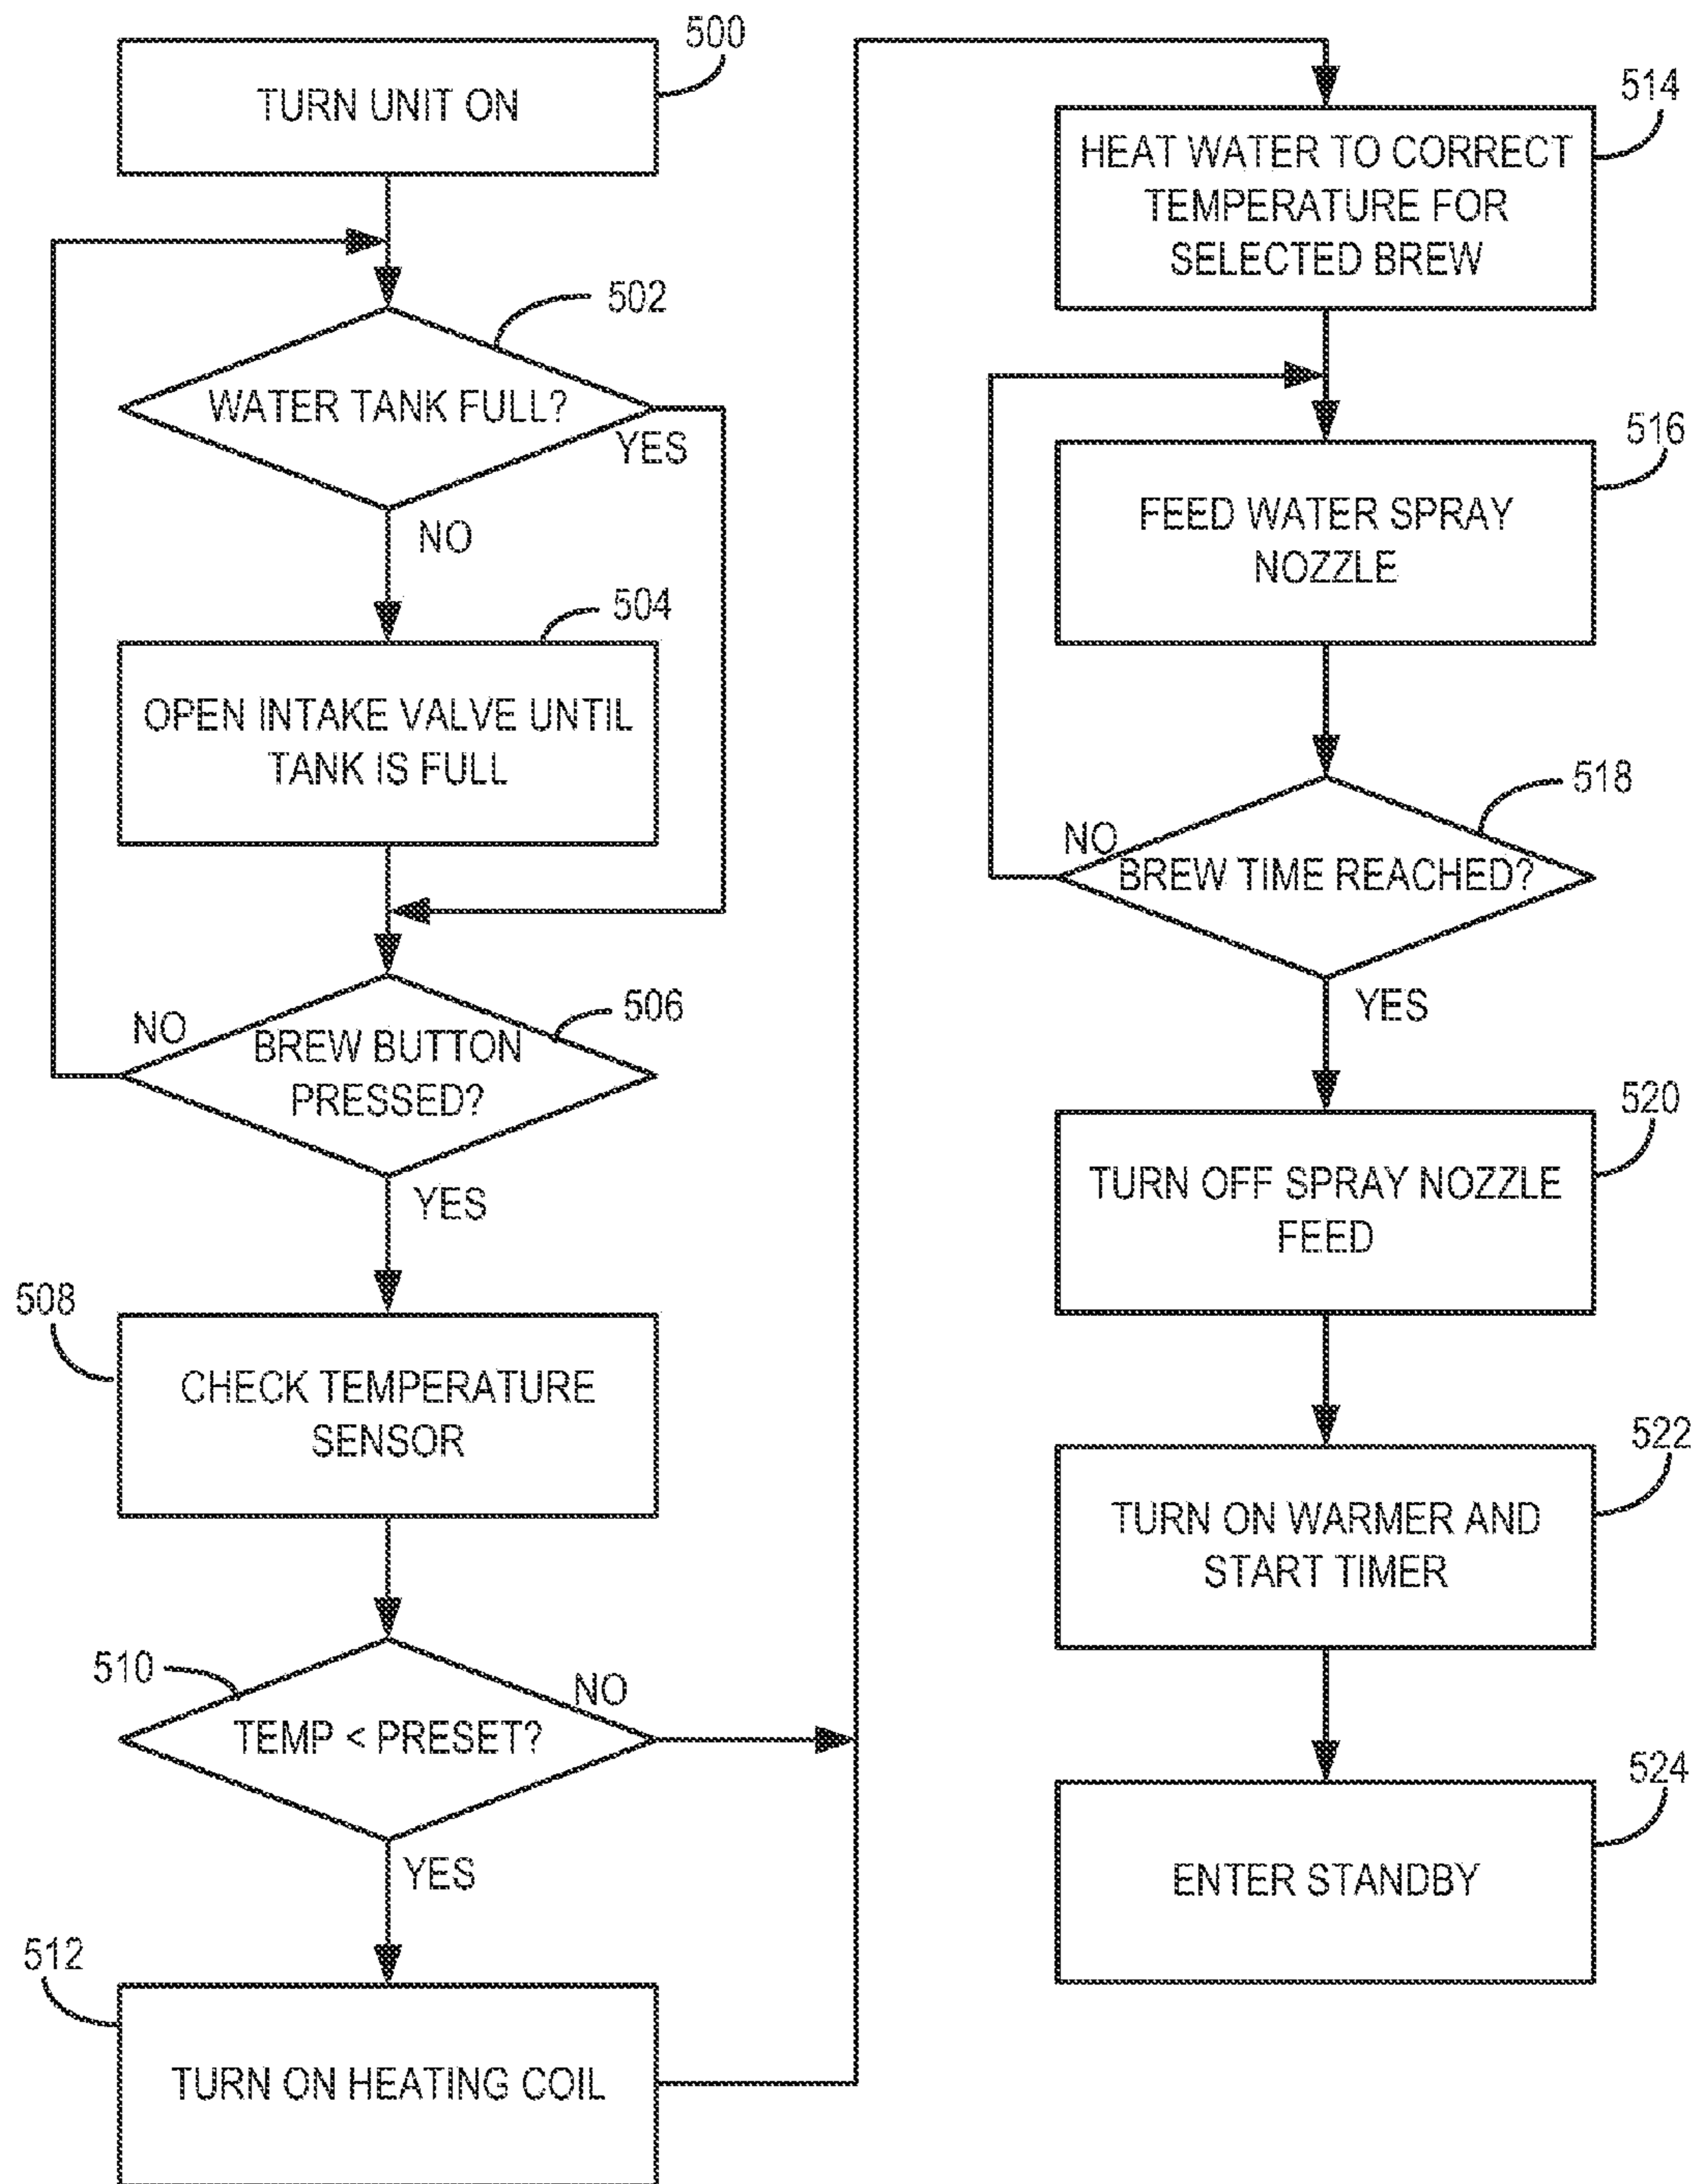 500
TURN UNIT ON
502
WATER TANK FULL?
YES
NO
504
OPEN INTAKE VALVE UNTIL
TANK IS FULL
506
NO
BREW BUTTON
PRESSED?
YES
508
CHECK TEMPERATURE
SENSOR
510
NO
TEMP < PRESET?
YES
512
TURN ON HEATING COIL
514
HEAT WATER TO CORRECT
TEMPERATURE FOR
SELECTED BREW
516
FEED WATER SPRAY
NOZZLE
518
NO
BREW TIME REACHED?
YES
520
TURN OFF SPRAY NOZZLE
FEED
522
TURN ON WARMER AND
START TIMER
524
ENTER STANDBY